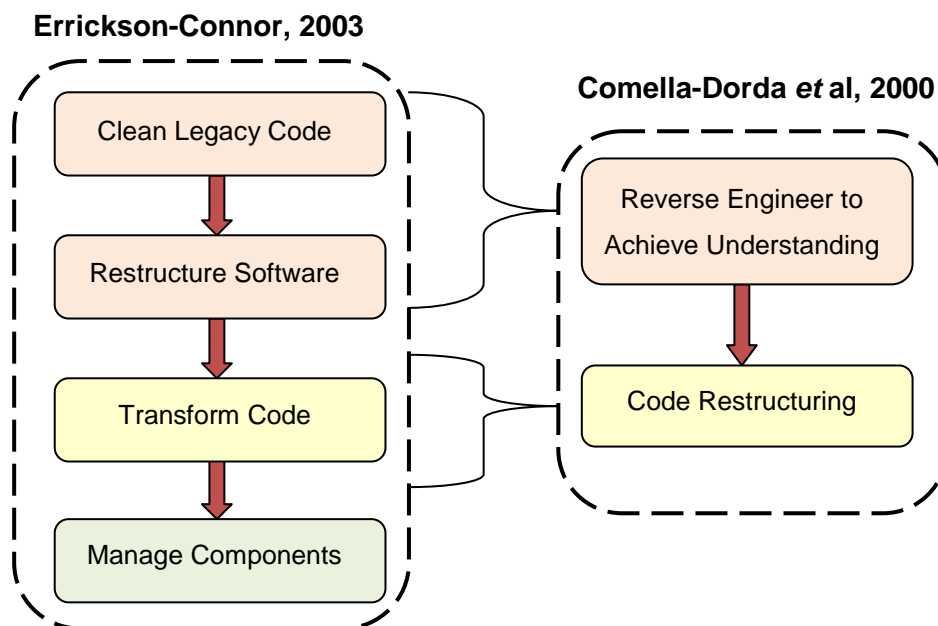 Errickson-Connor, 2003
Clean Legacy Code
Restructure Software
Transform Code
Manage Components
Comella-Dorda et al, 2000
Reverse Engineer to
Achieve Understanding
Code Restructuring